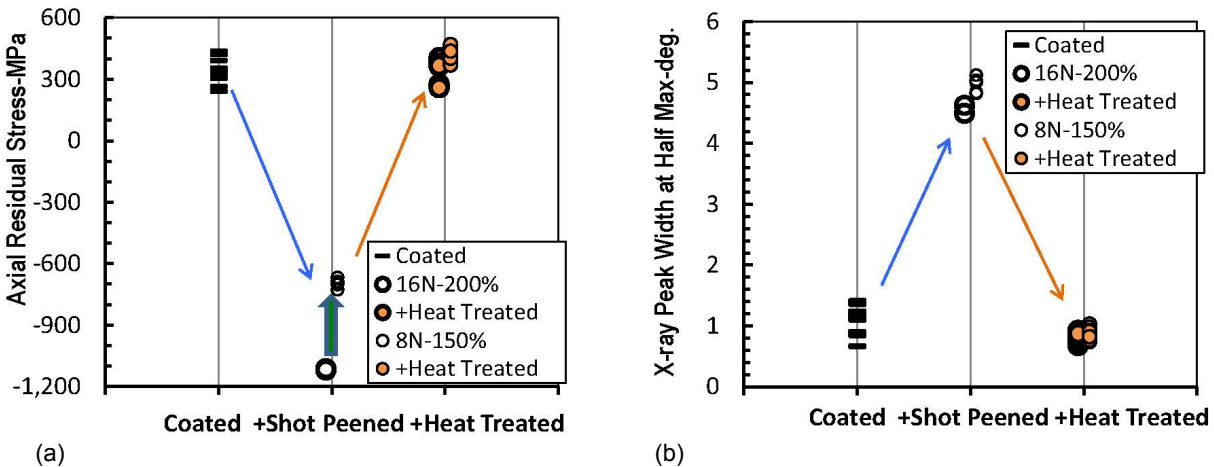 Axial Residual Stress-MPa
600
300
0
-300
-600
-900
-1,200
Coated
16N-200%
+Heat Treated
8N-150%
+Heat Treated
Coated +Shot Peened +Heat Treated
(a)
X-ray Peak Width at Half Max-deg.
6
5
4
3
2
1
0
Coated
16N-200%
+Heat Treated
8N-150%
+Heat Treated
Coated +Shot Peened +Heat Treated
(b)